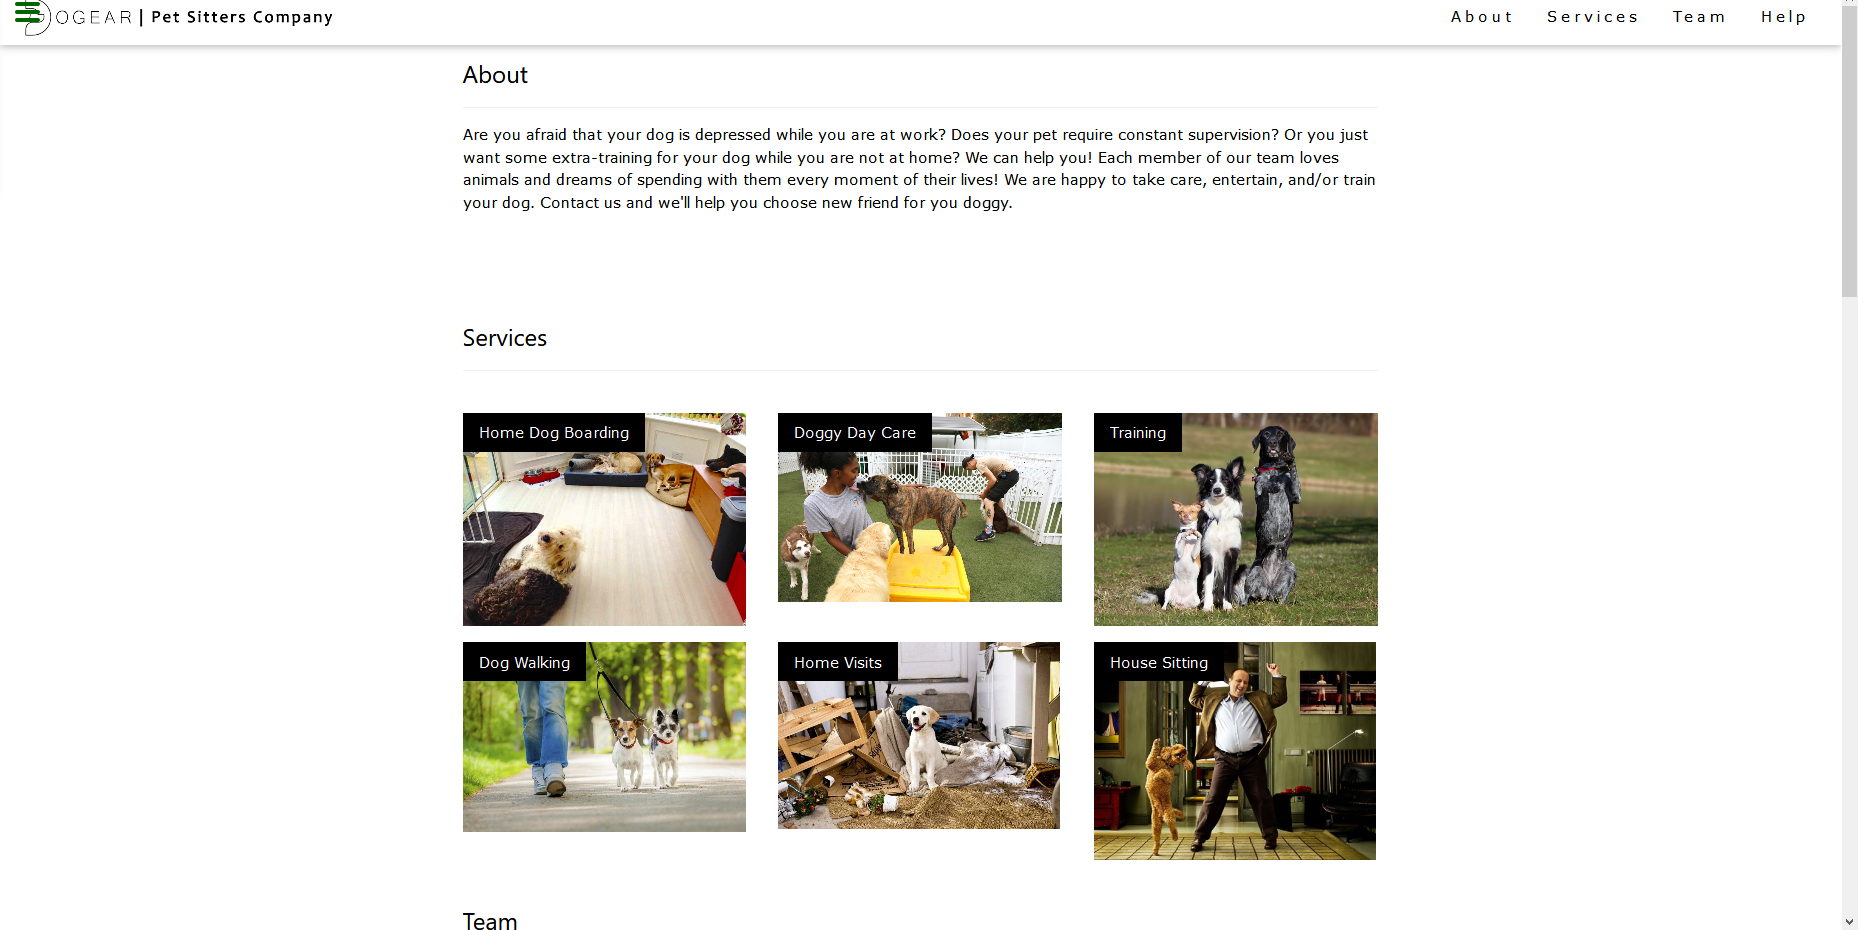 OGEAR | Pet Sitters Company
About
Services
Team
Help
About
Are you afraid that your dog is depressed while you are at work? Does your pet require constant supervision? Or you just
want some extra-training for your dog while you are not at home? We can help you! Each member of our team loves
animals and dreams of spending with them every moment of their lives! We are happy to take care, entertain, and/or train
your dog. Contact us and we'll help you choose new friend for you doggy.
Services
Home Dog Boarding
Doggy Day Care
Training
Dog Walking
Home Visits
House Sitting
Team